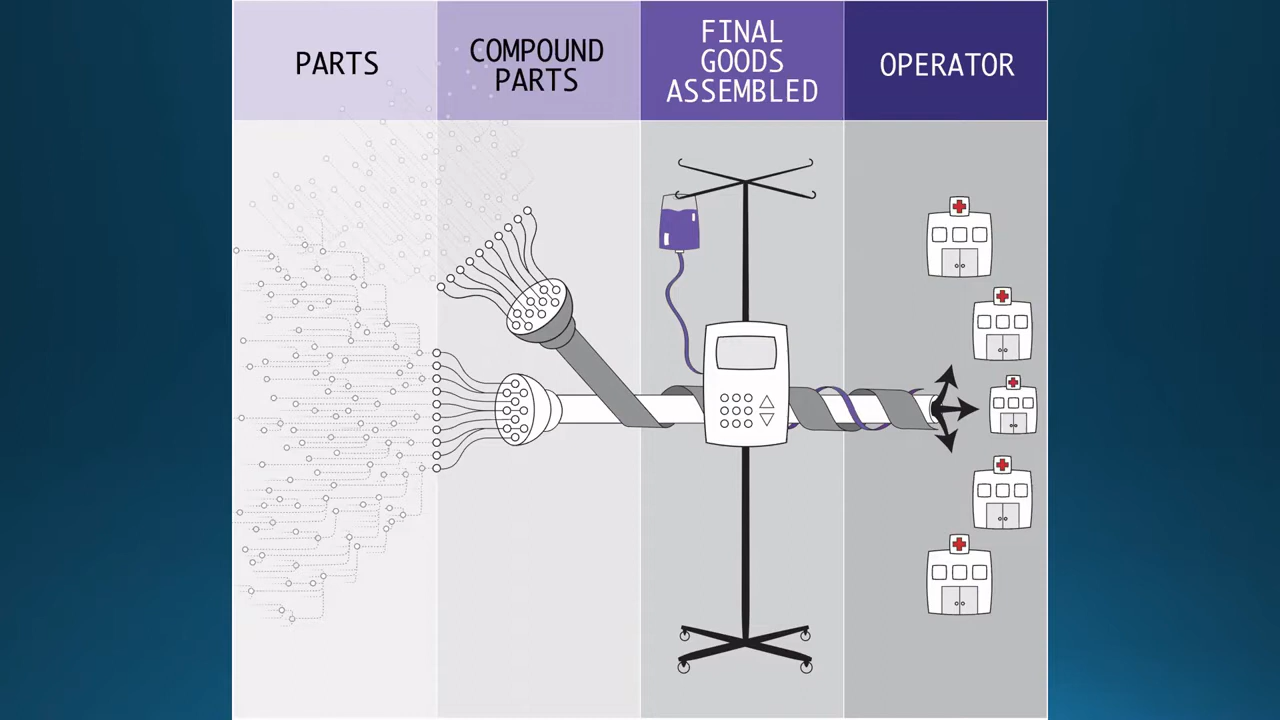 PARTS
COMPOUND
PARTS
FINAL
GOODS
ASSEMBLED
OPERATOR